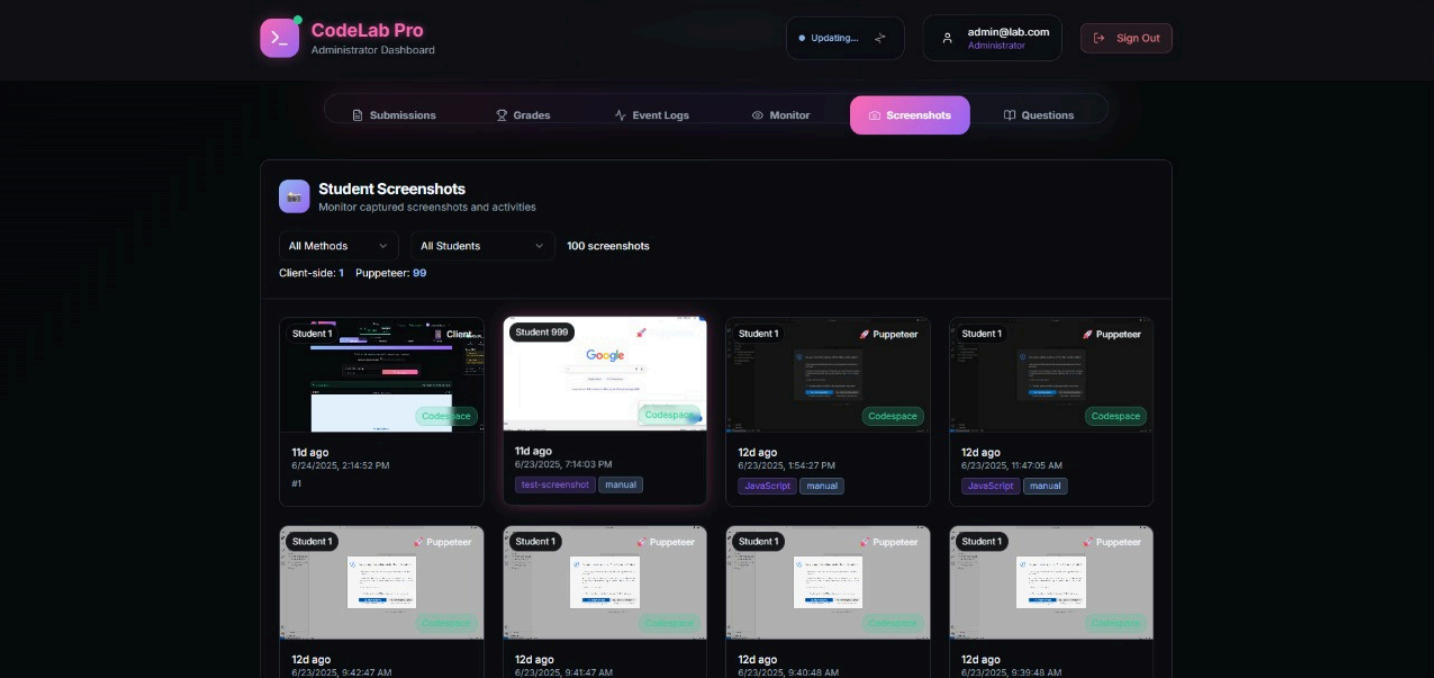 CodeLab Pro
Administrator Dashboard
Updating...
admin@lab.com
Administrator
Sign Out
Submissions
Grades
Event Logs
Monitor
Screenshots
Questions
Student Screenshots
Monitor captured screenshots and activities
All Methods
All Students
100 screenshots
Client-side: 1 Puppeteer: 99
Student 1
Client
Codespace
11d ago
6/24/2025, 2:14:52 PM
#1
Student 999
Google
Codespace
11d ago
6/23/2025, 7:14:03 PM
test-screenshot manual
Student 1
Puppeteer
Codespace
12d ago
6/23/2025, 1:54:27 PM
JavaScript manual
Student 1
Puppeteer
Codespace
12d ago
6/23/2025, 11:47:05 AM
JavaScript manual
Student 1
Puppeteer
Codespace
12d ago
6/23/2025, 9:42:47 AM
Student 1
Puppeteer
Codespace
12d ago
6/23/2025, 9:41:47 AM
Student 1
Puppeteer
Codespace
12d ago
6/23/2025, 9:40:48 AM
Student 1
Puppeteer
Codespace
12d ago
6/23/2025, 9:39:48 AM